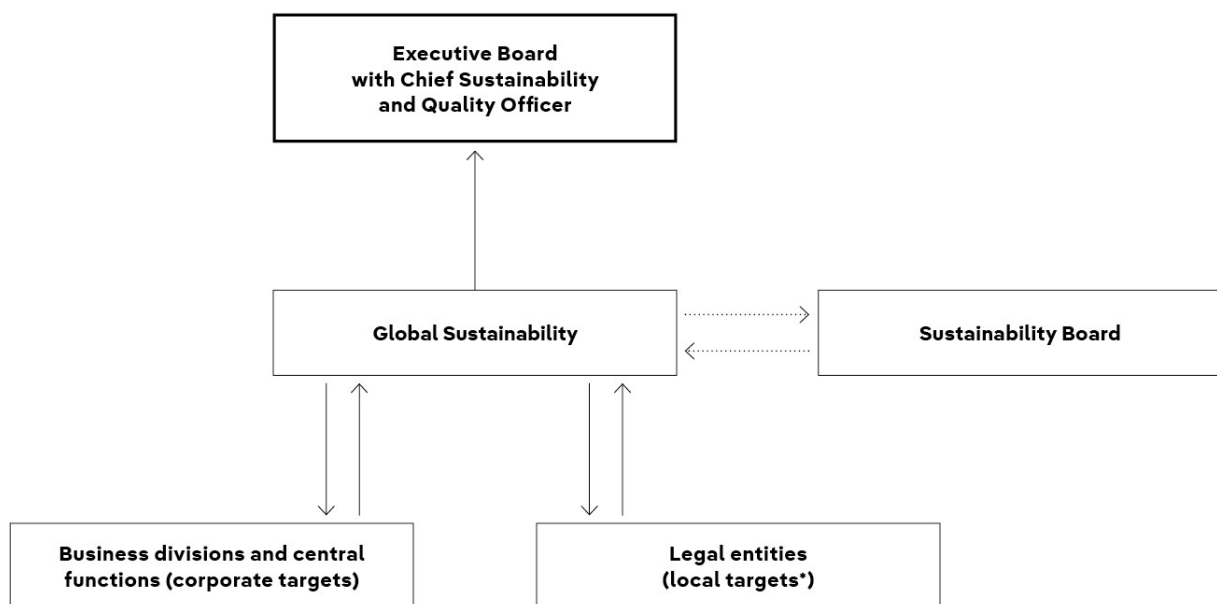 Executive Board
with Chief Sustainability
and Quality Officer
Global Sustainability
Sustainability Board
Business divisions and central
functions (corporate targets)
Legal entities
(local targets*)